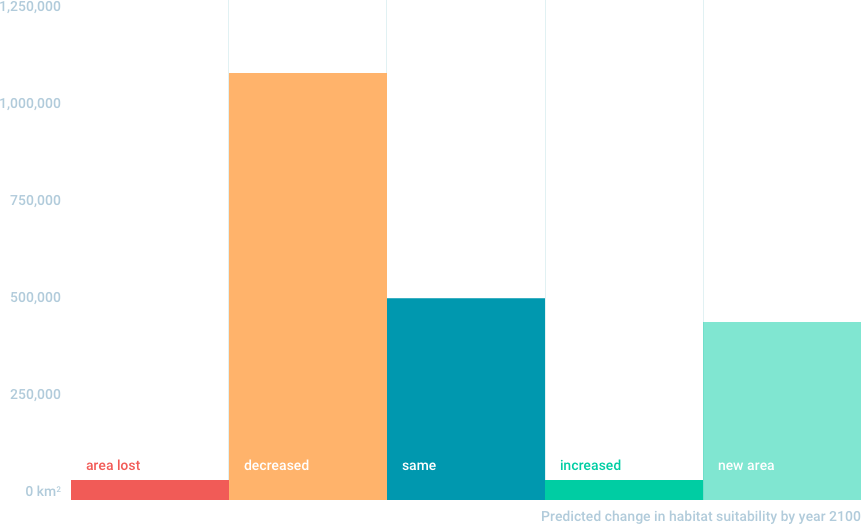 1,250,000
1,000,000
750,000
500,000
250,000
0 km²
area lost
decreased
same
increased
new area
Predicted change in habitat suitability by year 2100